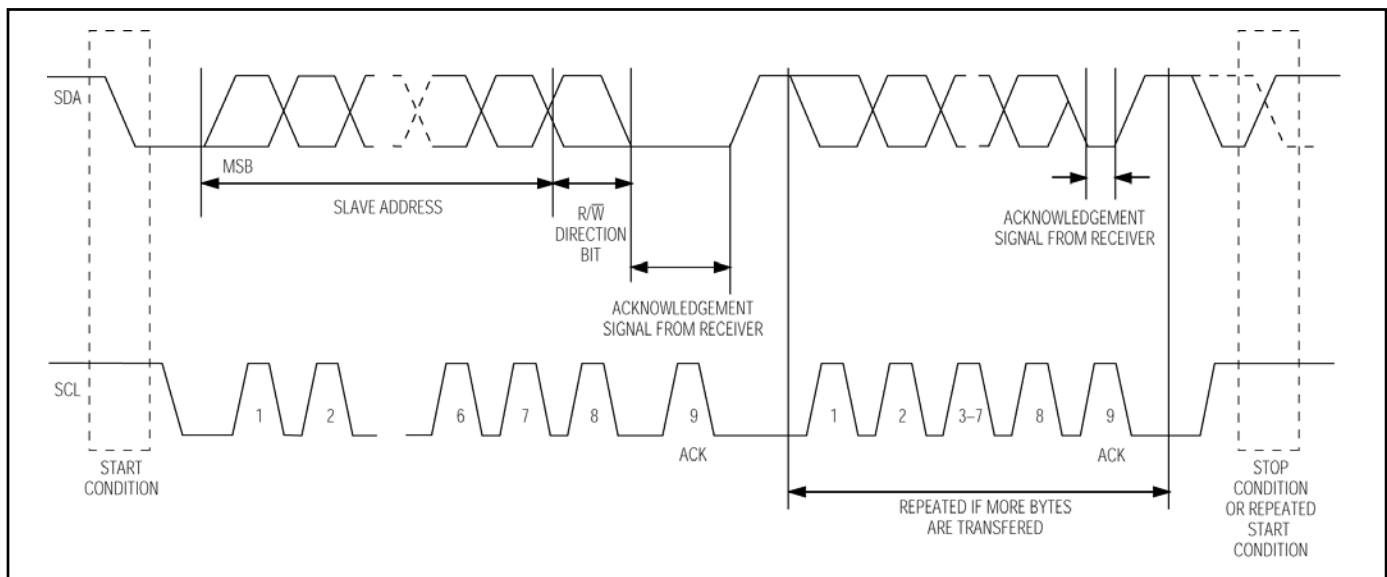 SDA
MSB
SLAVE ADDRESS
R/W̅
DIRECTION
BIT
ACKNOWLEDGEMENT
SIGNAL FROM RECEIVER
ACKNOWLEDGEMENT
SIGNAL FROM RECEIVER
SCL
1 2 6 7 8 9 1 2 3–7 8 9
ACK ACK
START
CONDITION
REPEATED IF MORE BYTES
ARE TRANSFERED
STOP
CONDITION
OR REPEATED
START
CONDITION